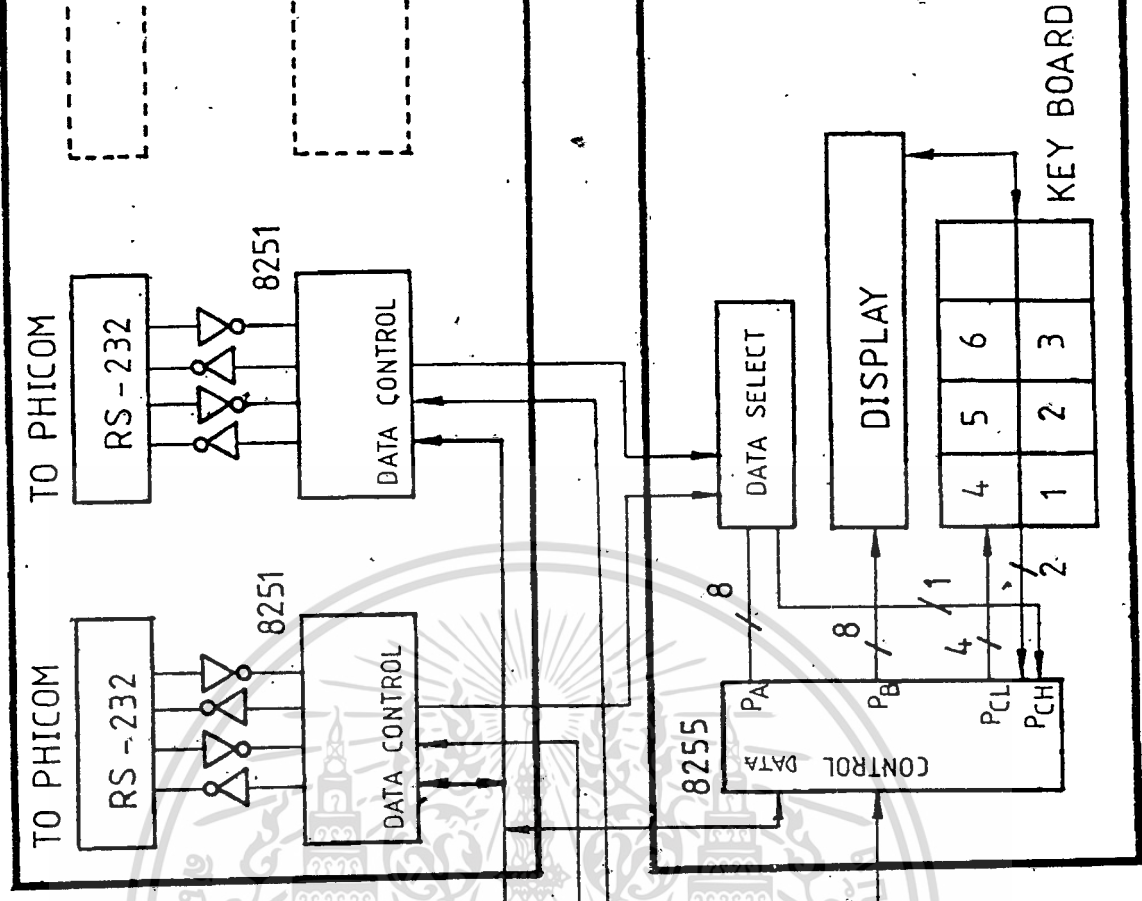 TO PHICOM
TO PHICOM
RS-232
RS-232
8251
8251
DATA CONTROL
DATA CONTROL
KEY BOARD
DATA SELECT
DISPLAY
4 5 6
1 2 3
8
8
1
4
2
8255
PA
PB
PCL
PCH
DATA
CONTROL